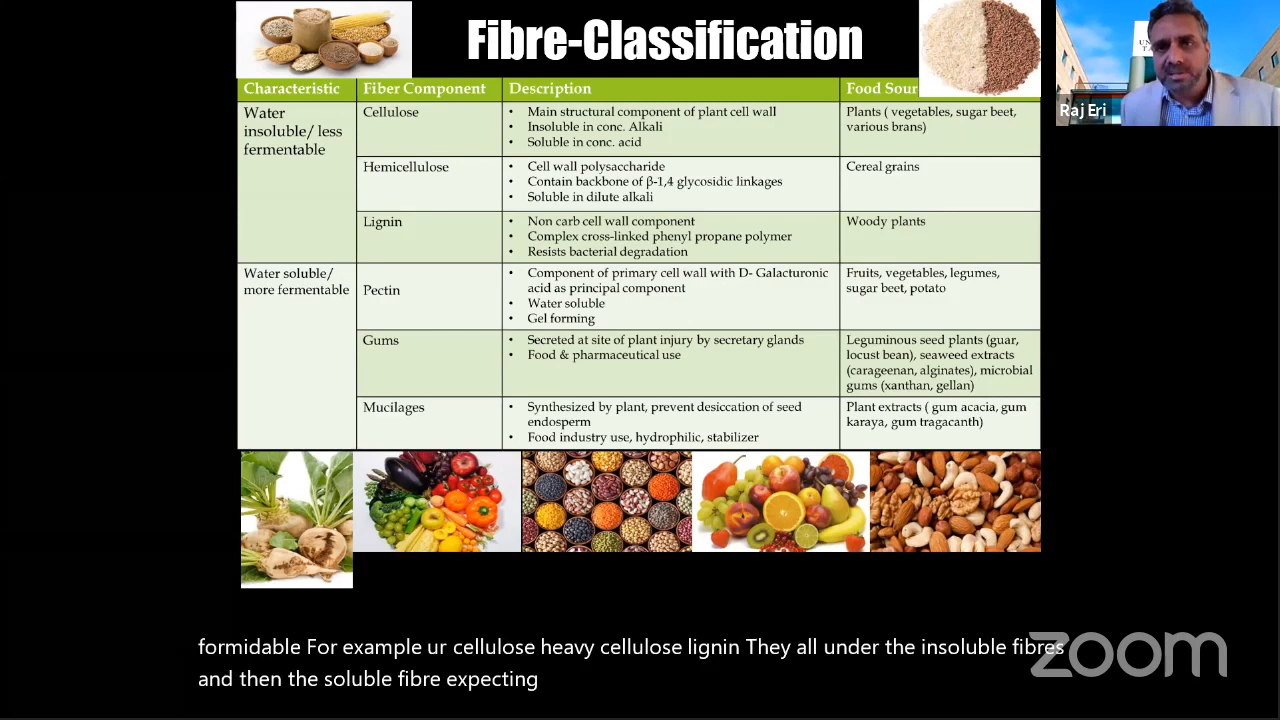 Fibre-Classification
Characteristic
Fiber Component
Description
Food Sour
Water
insoluble/ less
fermentable
Cellulose
• Main structural component of plant cell wall
• Insoluble in conc. Alkali
• Soluble in conc. acid
Plants ( vegetables, sugar beet,
various brans)
Hemicellulose
• Cell wall polysaccharide
• Contain backbone of β-1,4 glycosidic linkages
• Soluble in dilute alkali
Cereal grains
Lignin
• Non carb cell wall component
• Complex cross-linked phenyl propane polymer
• Resists bacterial degradation
Woody plants
Water soluble/
more fermentable
Pectin
• Component of primary cell wall with D- Galacturonic
acid as principal component
• Water soluble
• Gel forming
Fruits, vegetables, legumes,
sugar beet, potato
Gums
• Secreted at site of plant injury by secretary glands
• Food & pharmaceutical use
Leguminous seed plants (guar,
locust bean), seaweed extracts
(carageenan, alginates), microbial
gums (xanthan, gellan)
Mucilages
• Synthesized by plant, prevent desiccation of seed
endosperm
• Food industry use, hydrophilic, stabilizer
Plant extracts ( gum acacia, gum
karaya, gum tragacanth)
Raj Eri
formidable For example ur cellulose heavy cellulose lignin They all under the insoluble fibres
and then the soluble fibre expecting
zoom